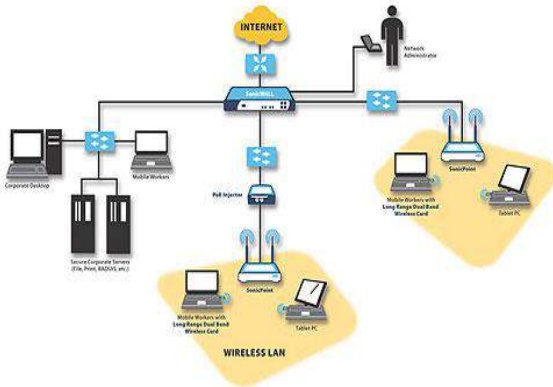 INTERNET
Network
Administrator
SonicWALL
Corporate Desktop
Mobile Workers
SonicPoint
PoE Injector
Mobile Workers with
Long Range Dual Band
Wireless Card
Tablet PC
Secure Corporate Servers
(File, Print, RADIUS, etc.)
SonicPoint
Mobile Workers with
Long Range Dual Band
Wireless Card
Tablet PC
WIRELESS LAN